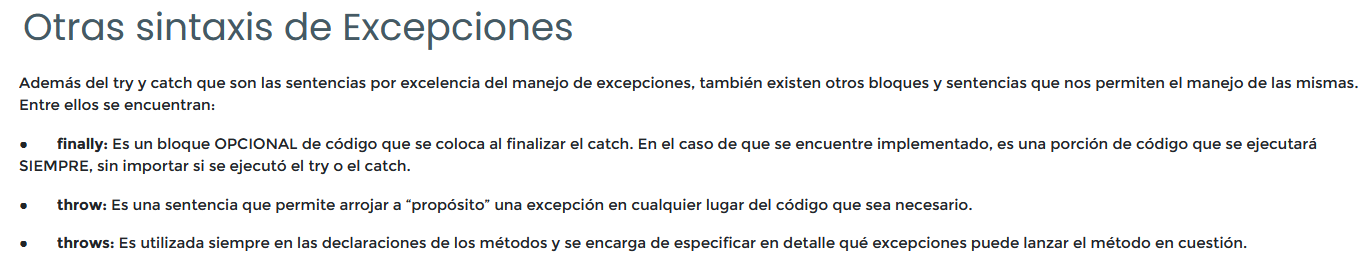 Otras sintaxis de Excepciones
Además del try y catch que son las sentencias por excelencia del manejo de excepciones, también existen otros bloques y sentencias que nos permiten el manejo de las mismas.
Entre ellos se encuentran:
● finally: Es un bloque OPCIONAL de código que se coloca al finalizar el catch. En el caso de que se encuentre implementado, es una porción de código que se ejecutará
SIEMPRE, sin importar si se ejecutó el try o el catch.
● throw: Es una sentencia que permite arrojar a “propósito” una excepción en cualquier lugar del código que sea necesario.
● throws: Es utilizada siempre en las declaraciones de los métodos y se encarga de especificar en detalle qué excepciones puede lanzar el método en cuestión.